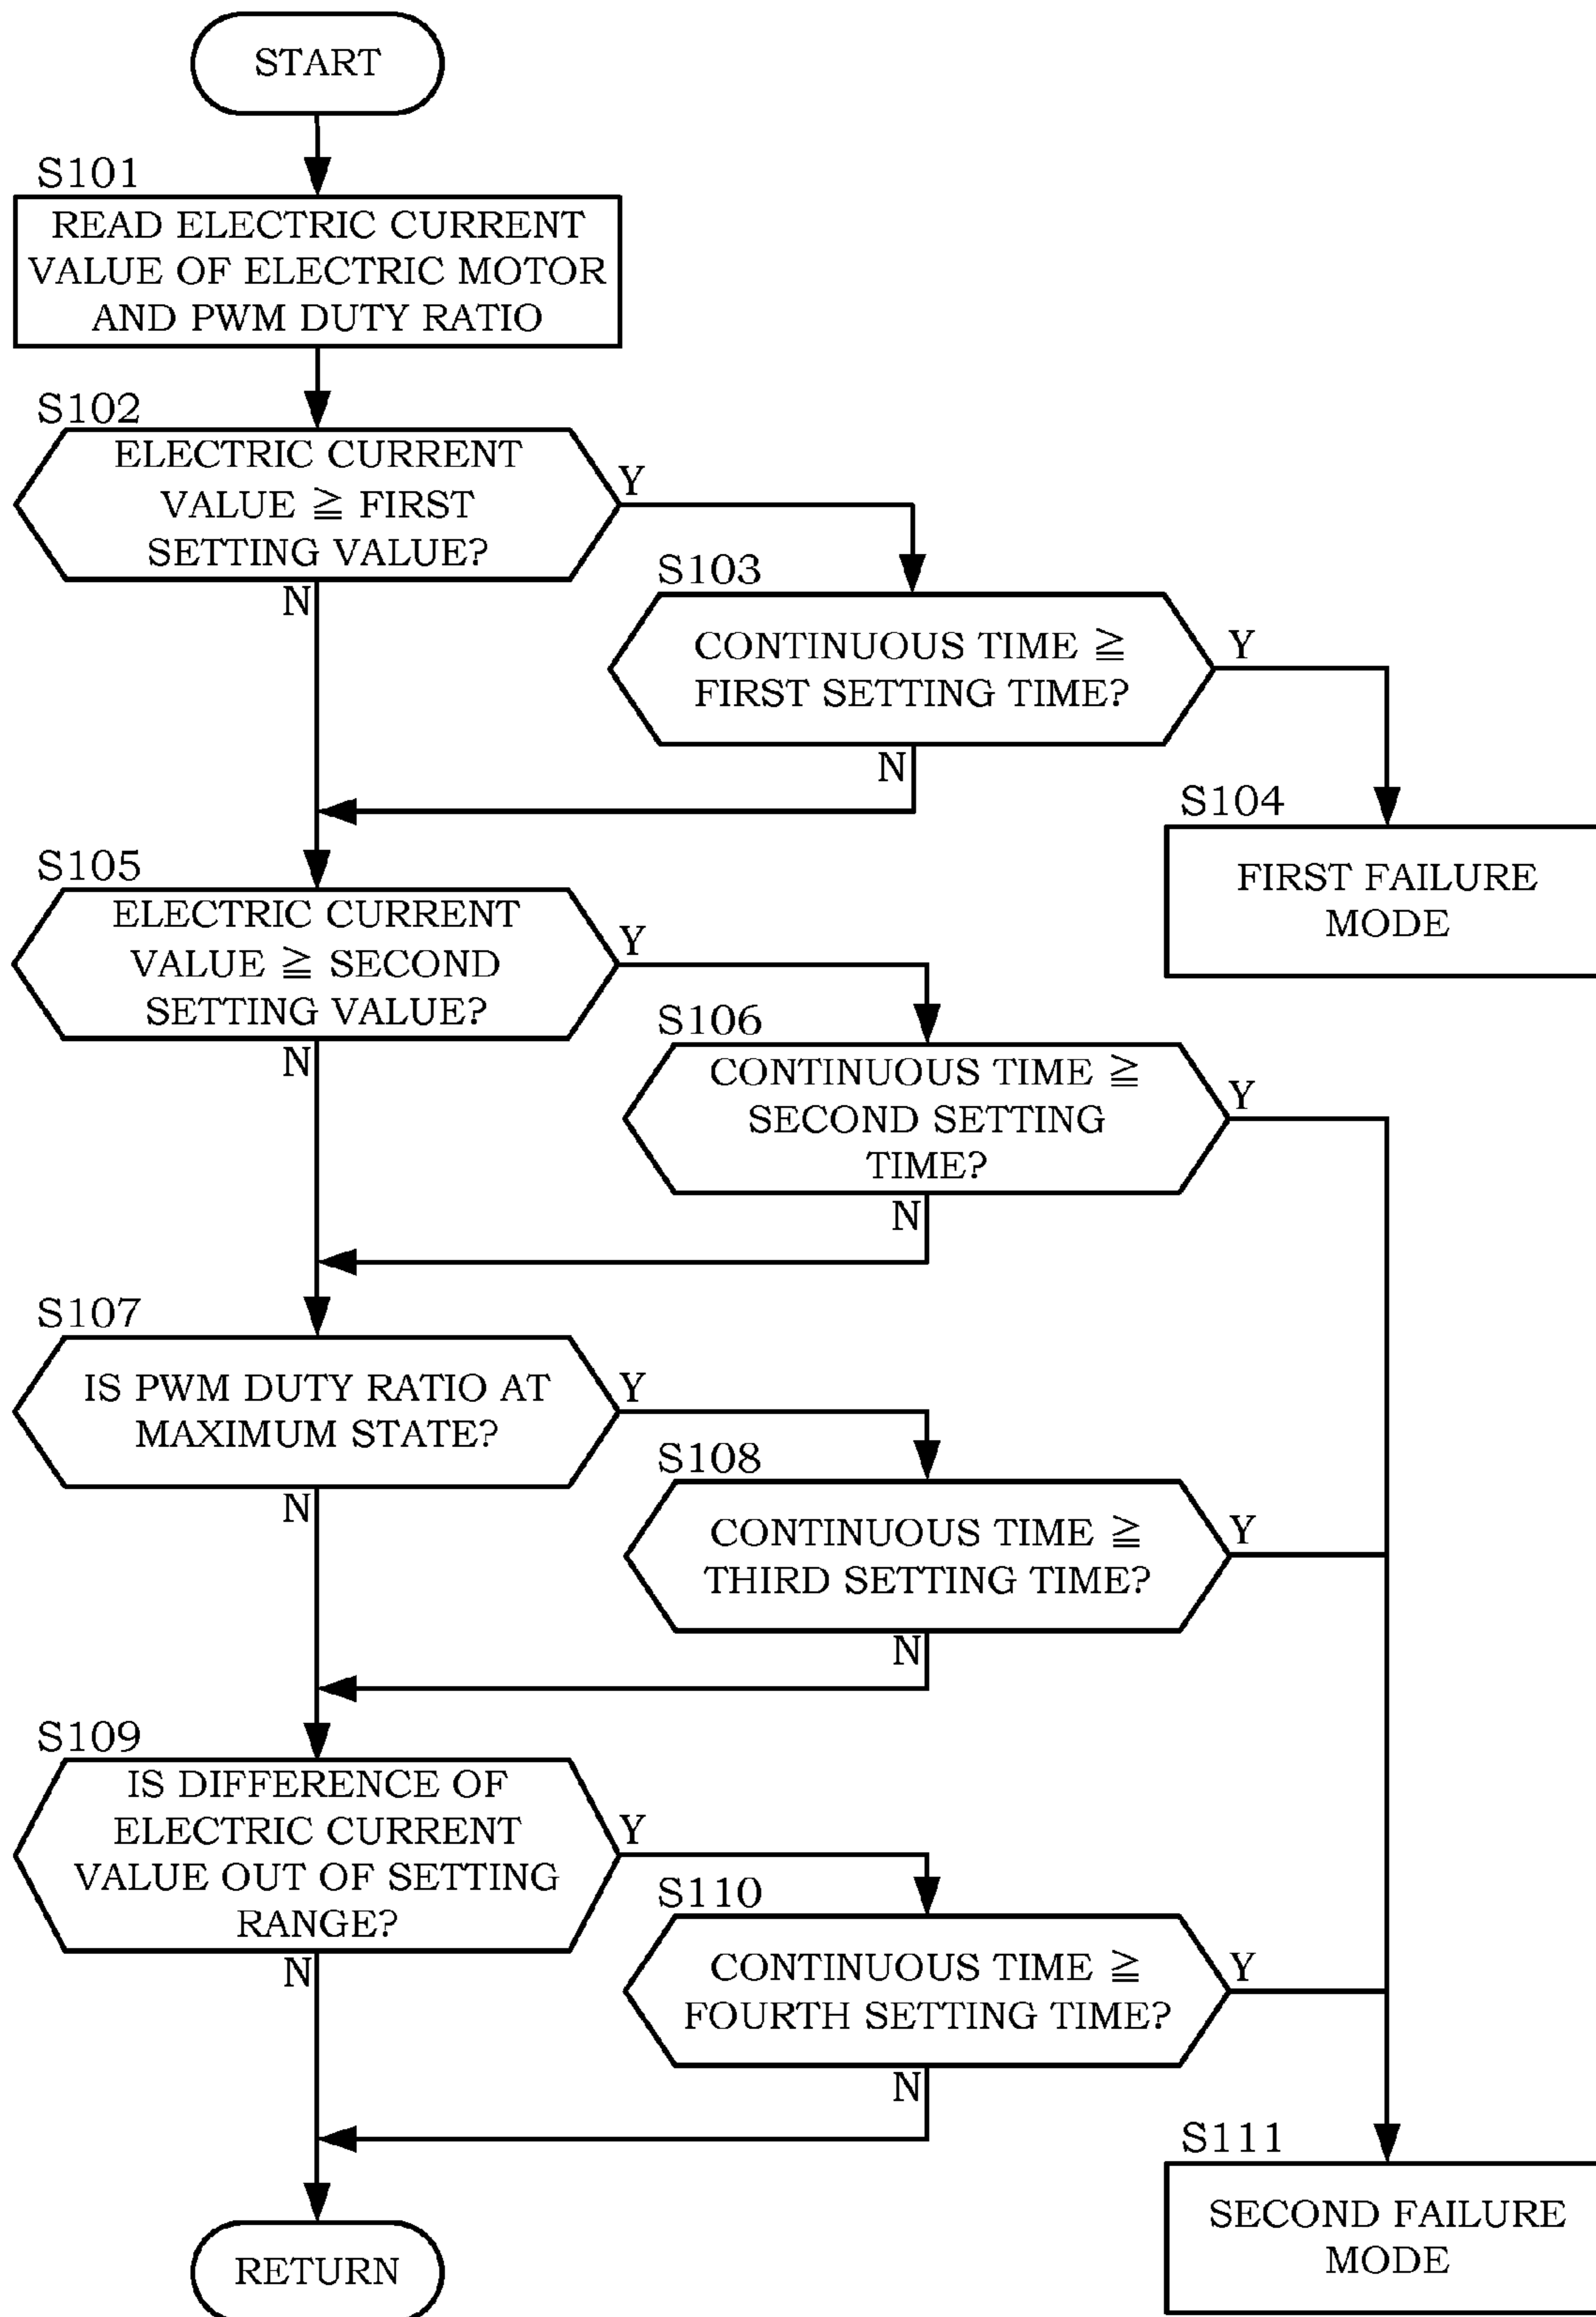 START
S101
READ ELECTRIC CURRENT
VALUE OF ELECTRIC MOTOR
AND PWM DUTY RATIO
S102
ELECTRIC CURRENT
VALUE ≧ FIRST
SETTING VALUE?
Y
N
S103
CONTINUOUS TIME ≧
FIRST SETTING TIME?
Y
N
S104
FIRST FAILURE
MODE
S105
ELECTRIC CURRENT
VALUE ≧ SECOND
SETTING VALUE?
Y
N
S106
CONTINUOUS TIME ≧
SECOND SETTING
TIME?
Y
N
S107
IS PWM DUTY RATIO AT
MAXIMUM STATE?
Y
N
S108
CONTINUOUS TIME ≧
THIRD SETTING TIME?
Y
N
S109
IS DIFFERENCE OF
ELECTRIC CURRENT
VALUE OUT OF SETTING
RANGE?
Y
N
S110
CONTINUOUS TIME ≧
FOURTH SETTING TIME?
Y
N
S111
SECOND FAILURE
MODE
RETURN